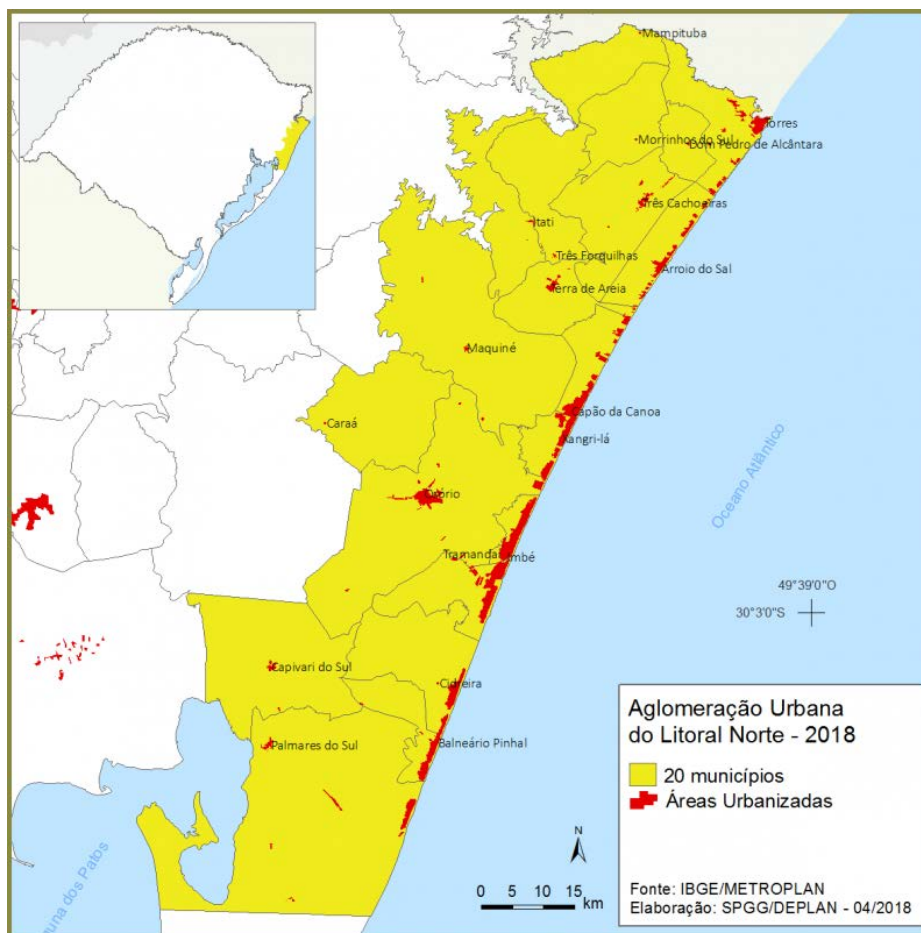 Mampituba
Torres
Morrinhos do Sul
Dom Pedro de Alcântara
Três Cachoeiras
Itati
Três Forquilhas
Arroio do Sal
Terra de Areia
Maquiné
Capão da Canoa
Caraá
Xangri-lá
Osório
Oceano Atlântico
Tramandaí
Imbé
49°39'0"O
30°3'0"S
Capivari do Sul
Cidreira
Palmares do Sul
Balneário Pinhal
Aglomeração Urbana
do Litoral Norte - 2018
20 municípios
Áreas Urbanizadas
N
0 5 10 15
km
Fonte: IBGE/METROPLAN
Elaboração: SPGG/DEPLAN - 04/2018
una dos Patos